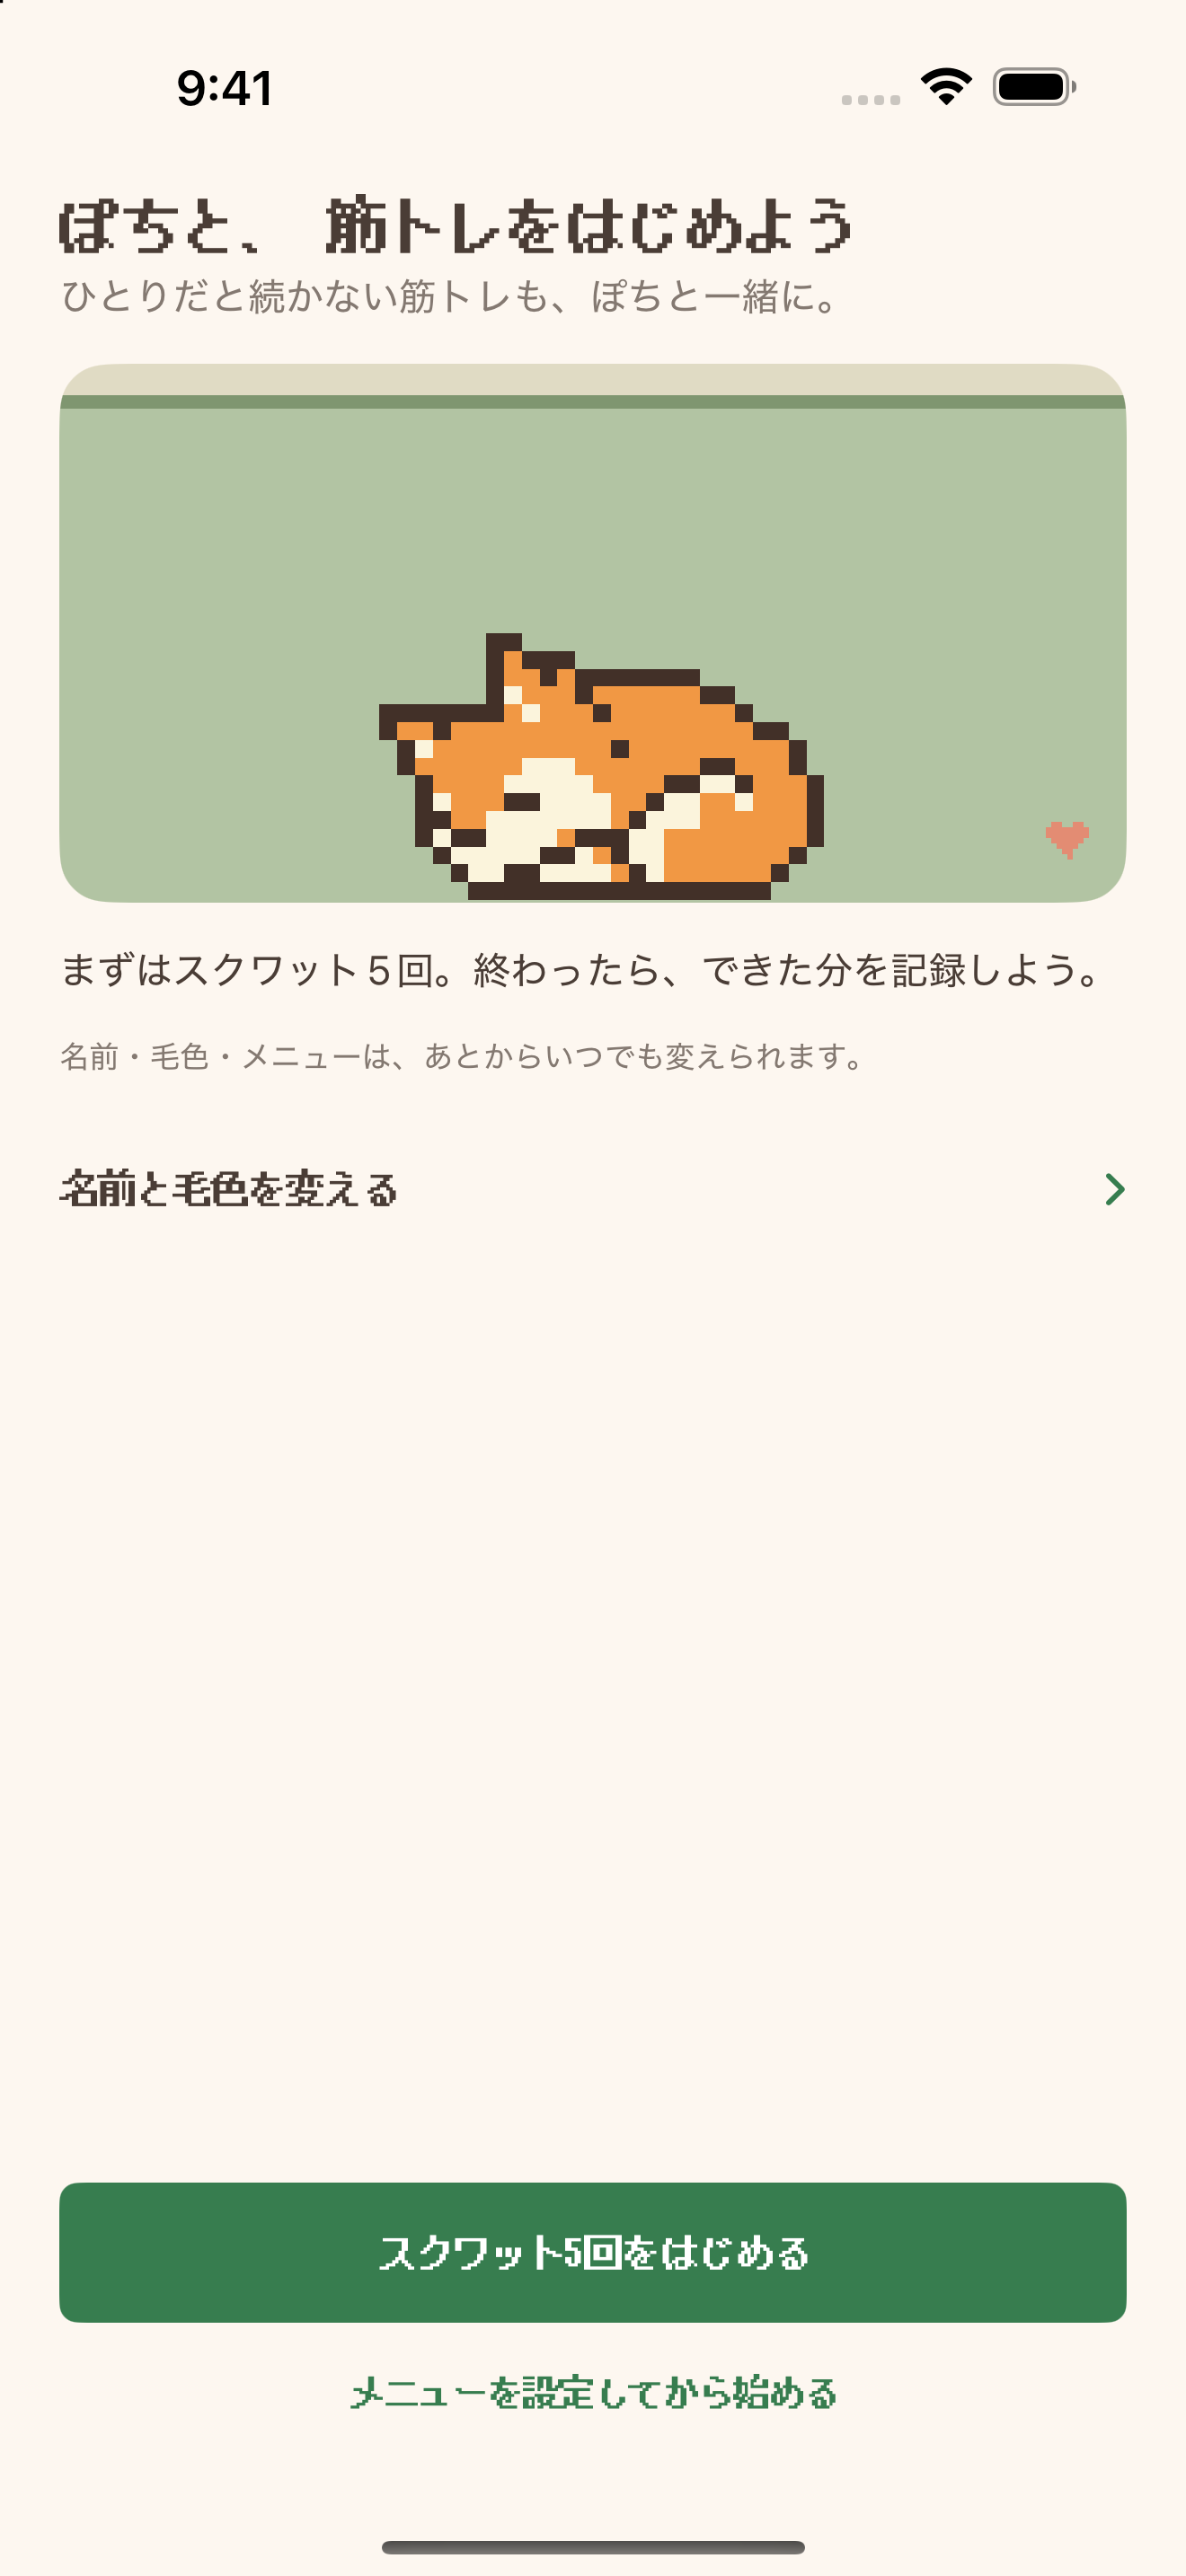 9:41
ぽちと、 筋トレをはじめよう
ひとりだと続かない筋トレも、ぽちと一緒に。
まずはスクワット5回。終わったら、できた分を記録しよう。
名前・毛色・メニューは、あとからいつでも変えられます。
名前と毛色を変える
スクワット5回をはじめる
メニューを設定してから始める